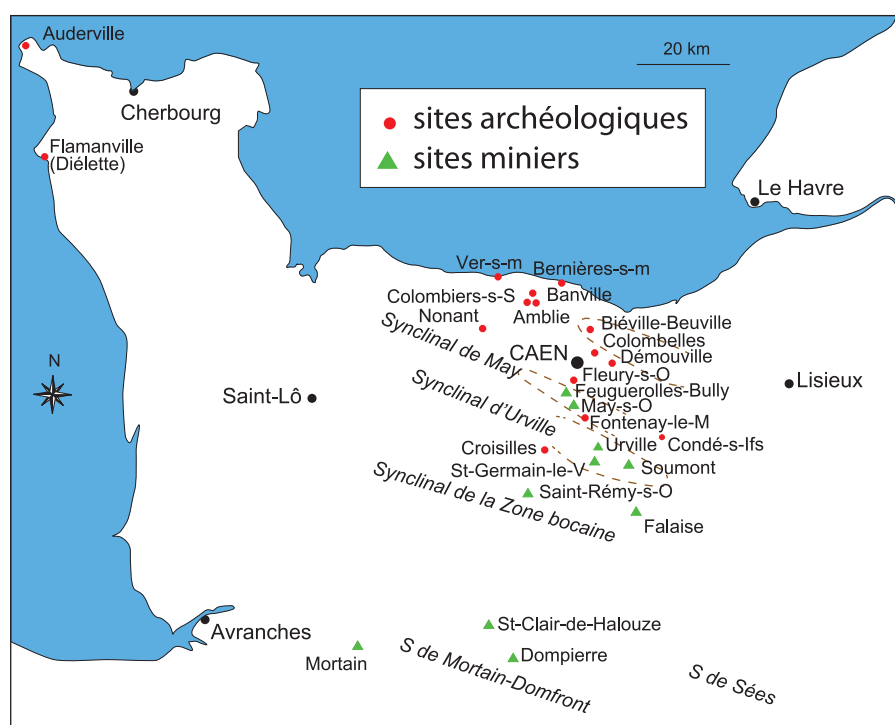 Auderville
20 km
Cherbourg
sites archéologiques
sites miniers
Flamanville
(Diélette)
Le Havre
Ver-s-m
Bernières-s-m
Colombiers-s-S
Banville
Nonant
Amblie
Biéville-Beuville
Colombelles
Synclinal de May
CAEN
Démouville
N
Fleury-s-O
Lisieux
Saint-Lô
Feuguerolles-Bully
May-s-O
Synclinal d'Urville
Fontenay-le-M
Croisilles
Urville
Condé-s-Ifs
St-Germain-le-V
Soumont
Synclinal de la Zone bocaine
Saint-Rémy-s-O
Falaise
Avranches
St-Clair-de-Halouze
Mortain
Dompierre
S de Mortain-Domfront
S de Sées